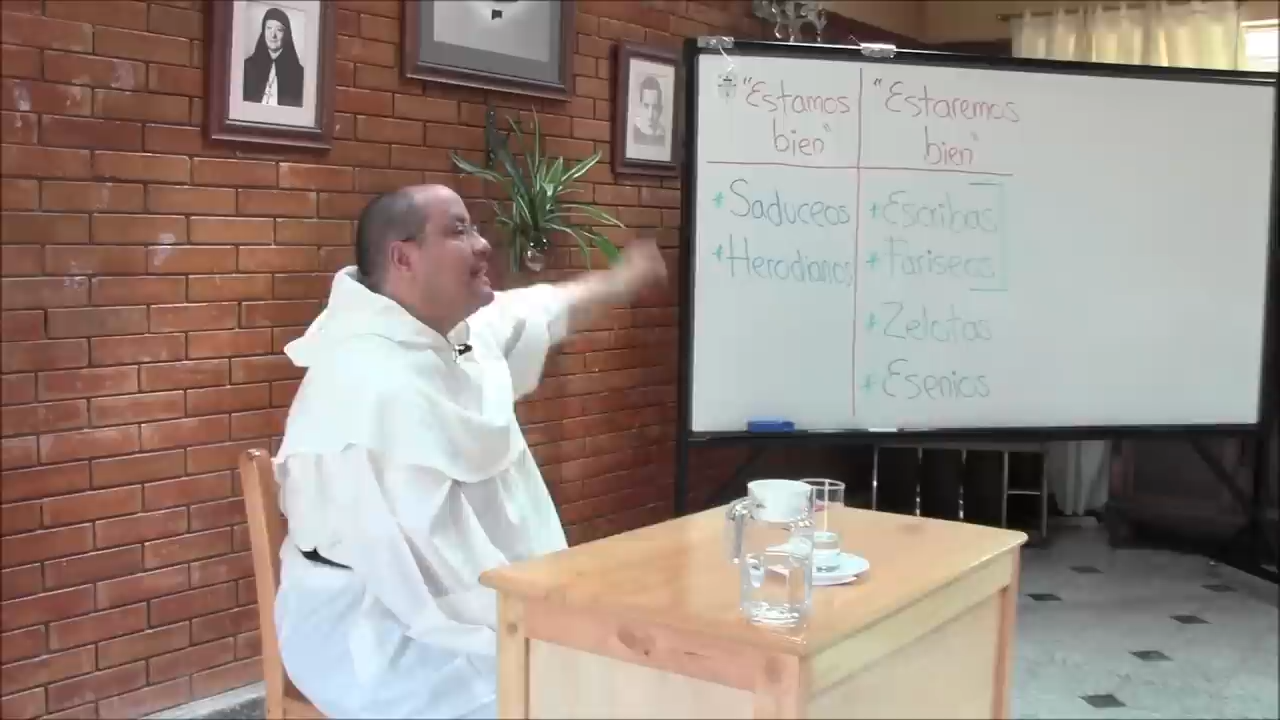 "Estamos
bien"
"Estaremos
bien"
* Saduceos
* Herodianos
* Escribas
* Fariseos
* Zelotas
* Esenios